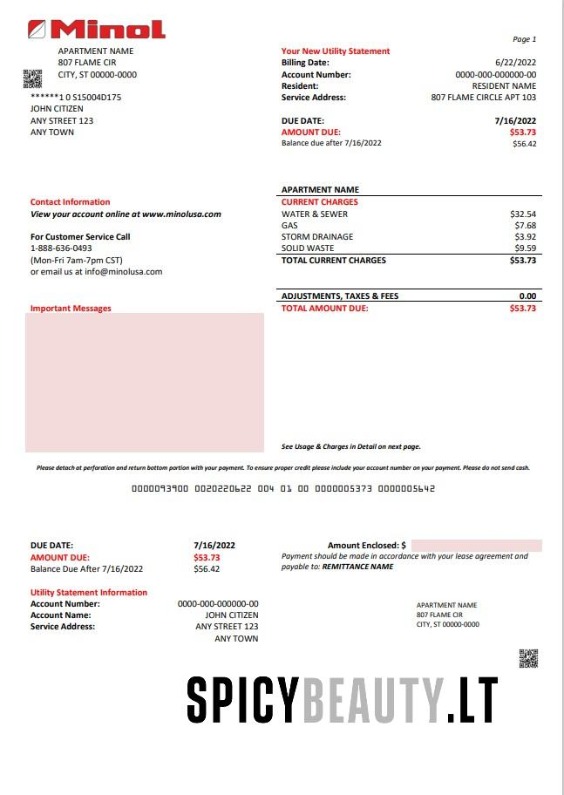 Minol
Page 1
APARTMENT NAME
807 FLAME CIR
CITY, ST 00000-0000
******1 0 S15004D175
JOHN CITIZEN
ANY STREET 123
ANY TOWN
Your New Utility Statement
Billing Date: 6/22/2022
Account Number: 0000-000-000000-00
Resident: RESIDENT NAME
Service Address: 807 FLAME CIRCLE APT 103
DUE DATE: 7/16/2022
AMOUNT DUE: $53.73
Balance due after 7/16/2022 $56.42
Contact Information
View your account online at www.minolusa.com
For Customer Service Call
1-888-636-0493
(Mon-Fri 7am-7pm CST)
or email us at info@minolusa.com
APARTMENT NAME
CURRENT CHARGES
WATER & SEWER $32.54
GAS $7.68
STORM DRAINAGE $3.92
SOLID WASTE $9.59
TOTAL CURRENT CHARGES $53.73
ADJUSTMENTS, TAXES & FEES 0.00
TOTAL AMOUNT DUE: $53.73
Important Messages
See Usage & Charges in Detail on next page.
Please detach at perforation and return bottom portion with your payment. To ensure proper credit please include your account number on your payment. Please do not send cash.
0000093900 0020220622 004 01 00 0000005373 0000005642
DUE DATE: 7/16/2022
AMOUNT DUE: $53.73
Balance Due After 7/16/2022 $56.42
Amount Enclosed: $
Payment should be made in accordance with your lease agreement and
payable to: REMITTANCE NAME
Utility Statement Information
Account Number: 0000-000-000000-00
Account Name: JOHN CITIZEN
Service Address: ANY STREET 123
ANY TOWN
APARTMENT NAME
807 FLAME CIR
CITY, ST 00000-0000
SPICYBEAUTY.LT